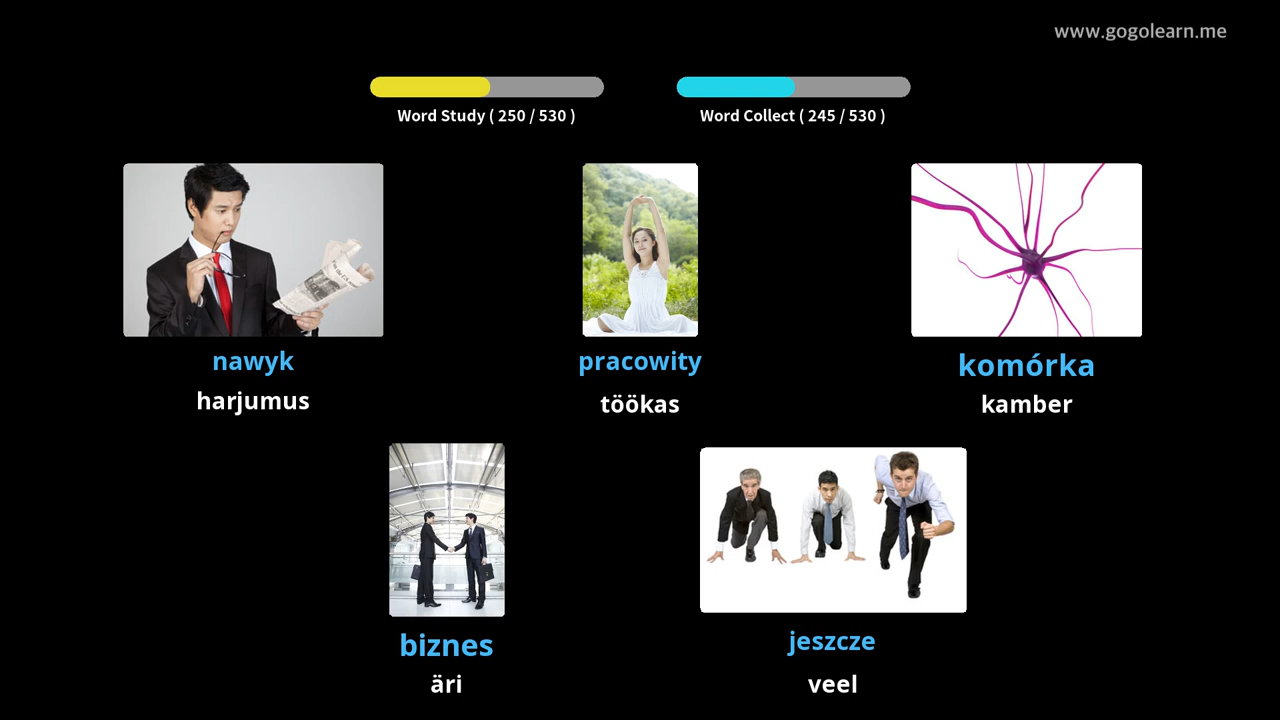 www.gogolearn.me
Word Study ( 250 / 530 )
Word Collect ( 245 / 530 )
nawyk
harjumus
pracowity
töökas
komórka
kamber
biznes
äri
jeszcze
veel